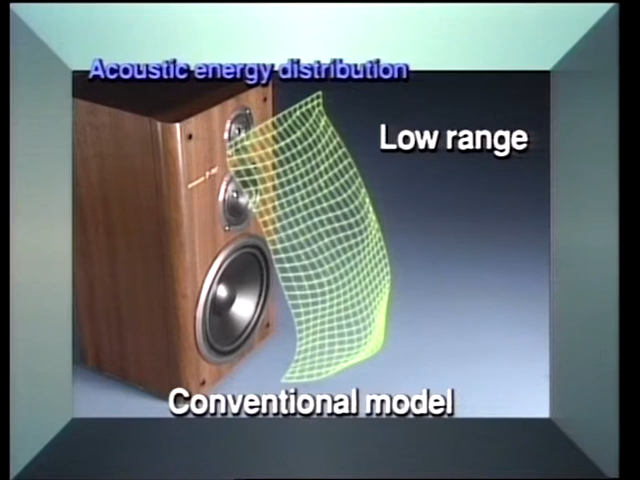 Acoustic energy distribution
Low range
Conventional model